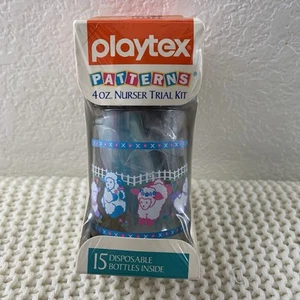 playtex
PATTERNS
4 OZ. NURSER TRIAL KIT
15 DISPOSABLE
BOTTLES INSIDE